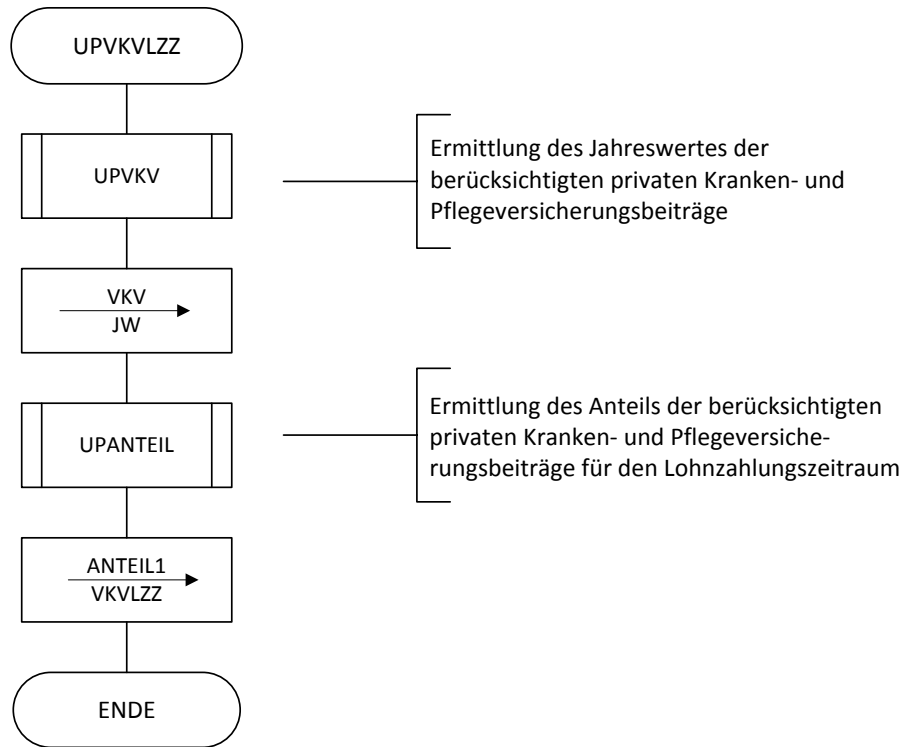 UPVKVLZZ
UPVKV
Ermittlung des Jahreswertes der
berücksichtigten privaten Kranken- und
Pflegeversicherungsbeiträge
VKV
JW
UPANTEIL
Ermittlung des Anteils der berücksichtigten
privaten Kranken- und Pflegeversiche-
rungsbeiträge für den Lohnzahlungszeitraum
ANTEIL1
VKVLZZ
ENDE